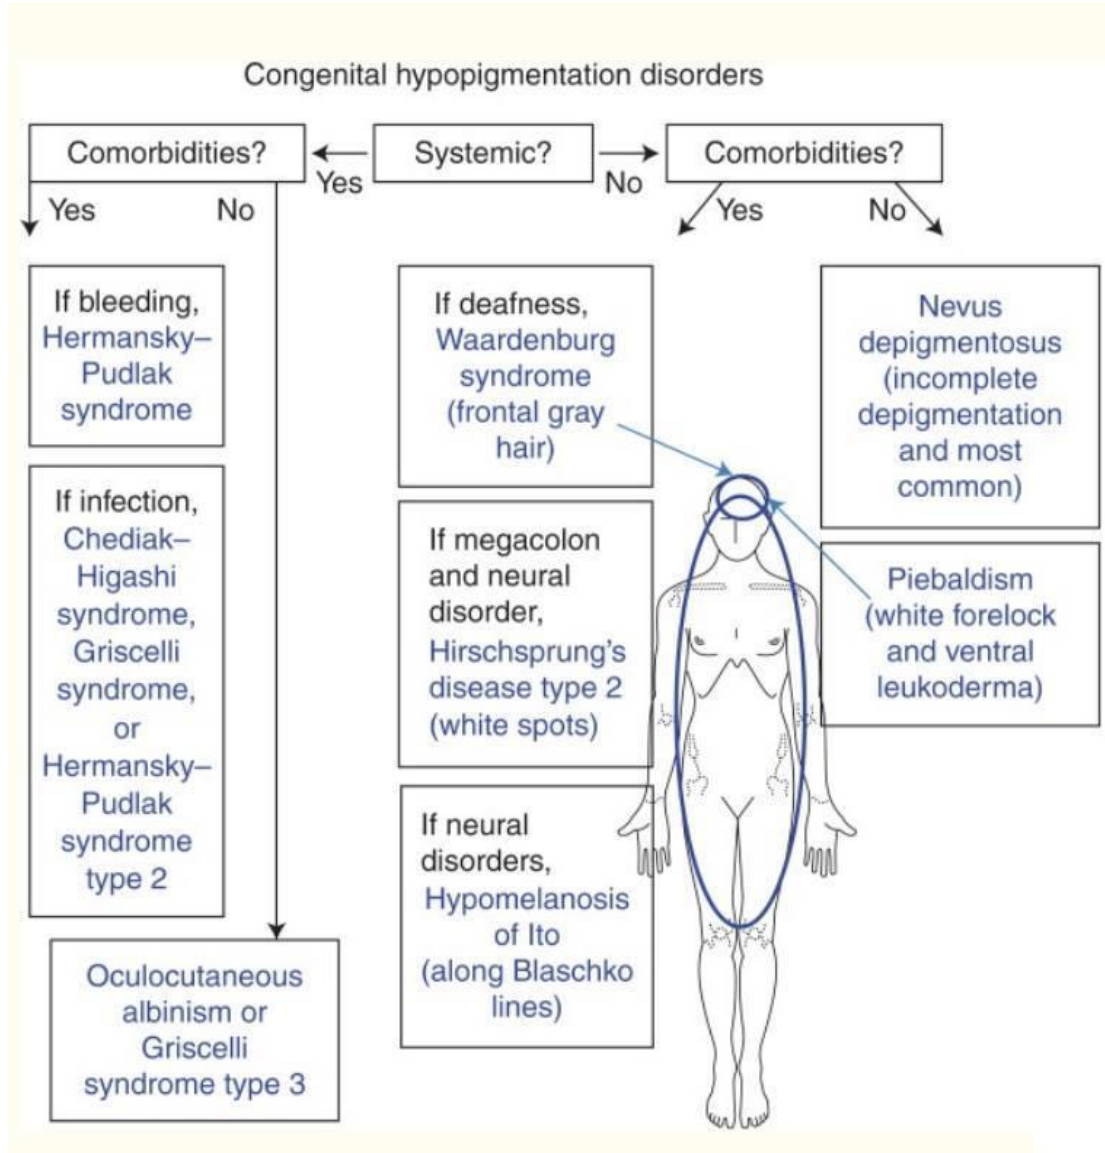 Congenital hypopigmentation disorders
Comorbidities?
Systemic?
Comorbidities?
Yes
No
Yes
No
Yes
No
If bleeding,
Hermansky–
Pudlak
syndrome
If infection,
Chediak–
Higashi
syndrome,
Griscelli
syndrome,
or
Hermansky–
Pudlak
syndrome
type 2
Oculocutaneous
albinism or
Griscelli
syndrome type 3
If deafness,
Waardenburg
syndrome
(frontal gray
hair)
If megacolon
and neural
disorder,
Hirschsprung's
disease type 2
(white spots)
If neural
disorders,
Hypomelanosis
of Ito
(along Blaschko
lines)
Nevus
depigmentosus
(incomplete
depigmentation
and most
common)
Piebaldism
(white forelock
and ventral
leukoderma)